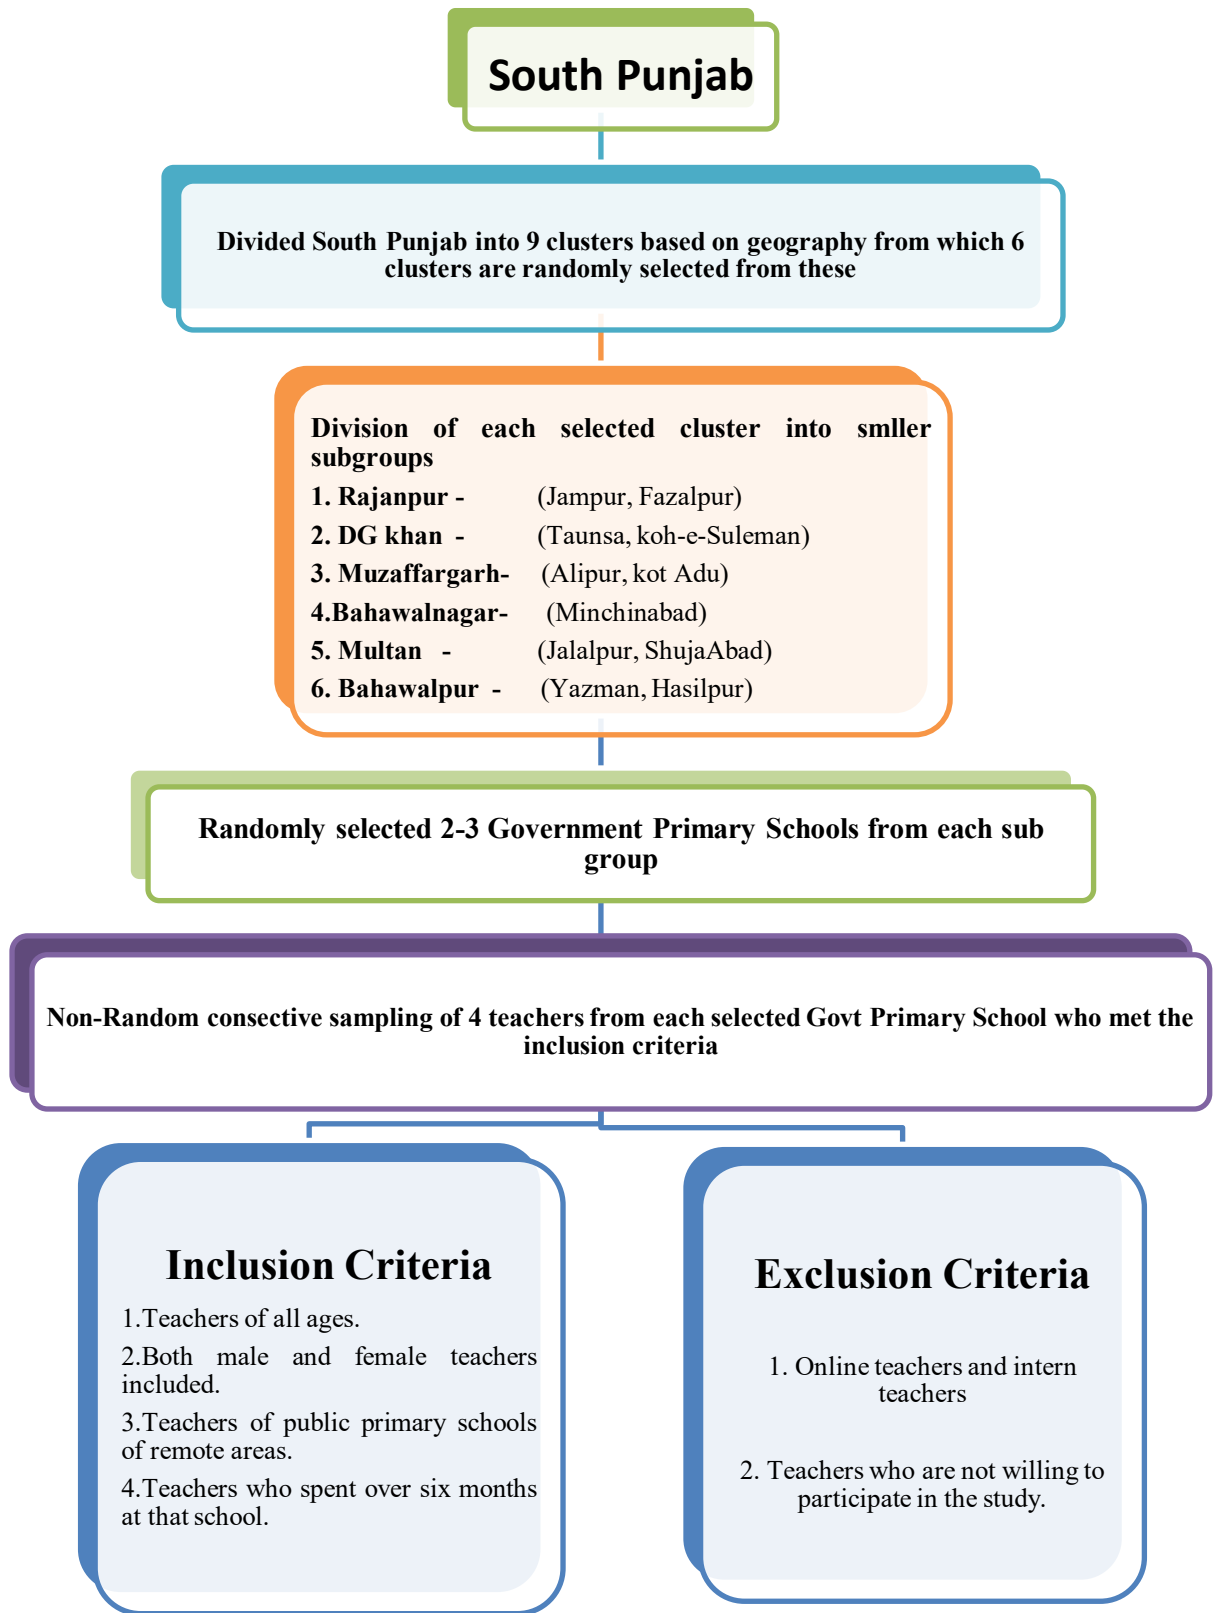 South Punjab
Divided South Punjab into 9 clusters based on geography from which 6
clusters are randomly selected from these
Division of each selected cluster into smller
subgroups
1. Rajanpur - (Jampur, Fazalpur)
2. DG khan - (Taunsa, koh-e-Suleman)
3. Muzaffargarh- (Alipur, kot Adu)
4.Bahawalnagar- (Minchinabad)
5. Multan - (Jalalpur, ShujaAbad)
6. Bahawalpur - (Yazman, Hasilpur)
Randomly selected 2-3 Government Primary Schools from each sub
group
Non-Random consective sampling of 4 teachers from each selected Govt Primary School who met the
inclusion criteria
Inclusion Criteria
1.Teachers of all ages.
2.Both male and female teachers
included.
3.Teachers of public primary schools
of remote areas.
4.Teachers who spent over six months
at that school.
Exclusion Criteria
1. Online teachers and intern
teachers
2. Teachers who are not willing to
participate in the study.